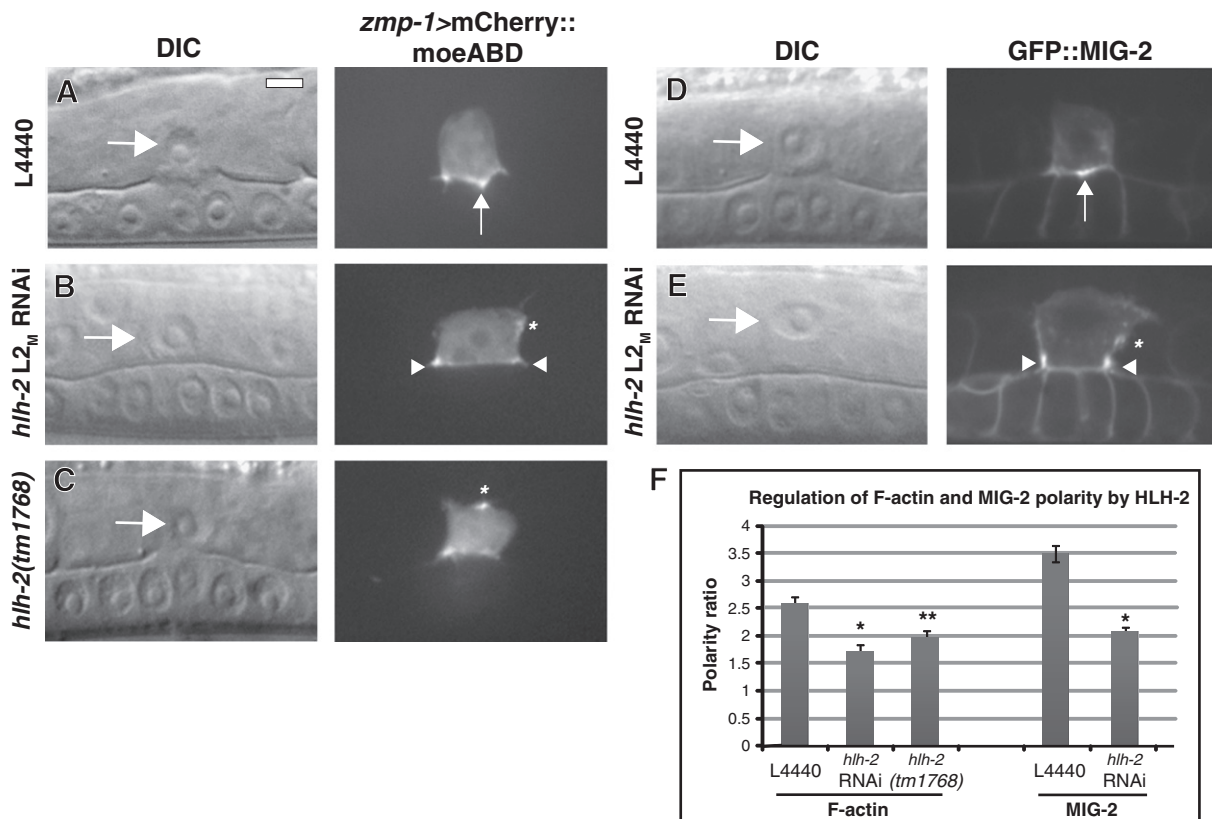 DIC
zmp-1>mCherry::
moeABD
DIC
GFP::MIG-2
L4440
A
D
L4440
hlh-2 L2M RNAi
B
*
E
*
hlh-2 L2M RNAi
hlh-2(tm1768)
C
*
F
Regulation of F-actin and MIG-2 polarity by HLH-2
Polarity ratio
4
3.5
3
2.5
2
1.5
1
0.5
0
*
**
*
L4440
hlh-2
RNAi
hlh-2
(tm1768)
L4440
hlh-2
RNAi
F-actin
MIG-2